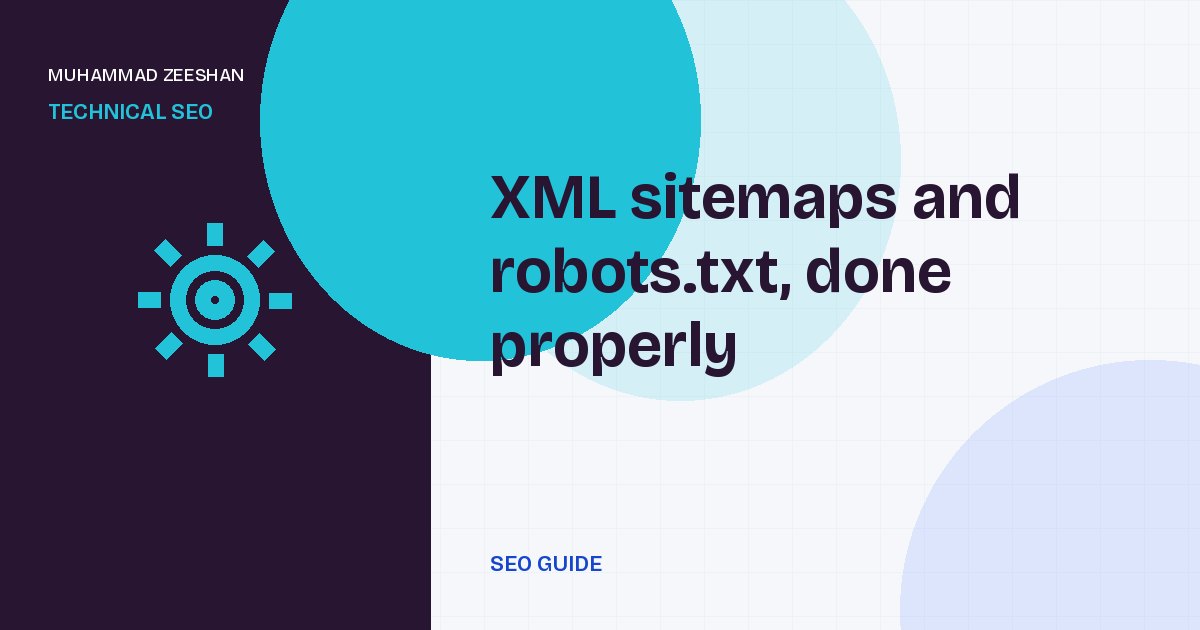 MUHAMMAD ZEESHAN
TECHNICAL SEO
XML sitemaps and
robots.txt, done
properly
SEO GUIDE